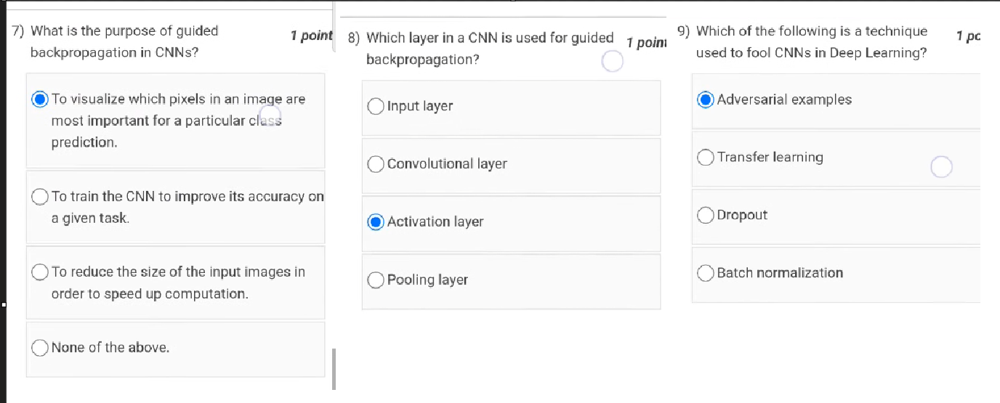 7) What is the purpose of guided
backpropagation in CNNs?
1 point
To visualize which pixels in an image are
most important for a particular class
prediction.
To train the CNN to improve its accuracy on
a given task.
To reduce the size of the input images in
order to speed up computation.
None of the above.
8) Which layer in a CNN is used for guided
backpropagation?
1 poin
Input layer
Convolutional layer
Activation layer
Pooling layer
9) Which of the following is a technique
used to fool CNNs in Deep Learning?
1 po
Adversarial examples
Transfer learning
Dropout
Batch normalization